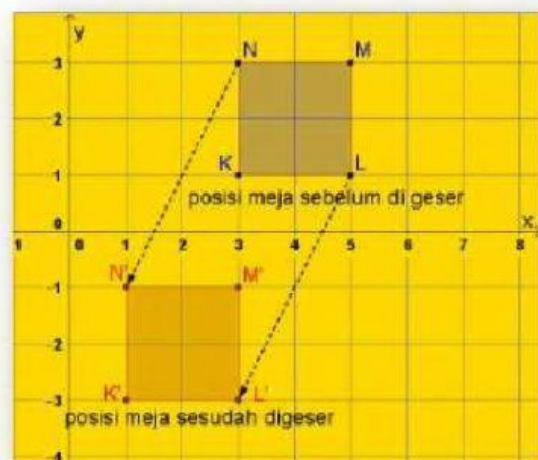 y
N M
3
2
K L
1
posisi meja sebelum di geser
0 x
1 0 1 2 3 4 5 6 7 8
N' M'
-1
-2
K' L'
-3
posisi meja sesudah digeser
-4